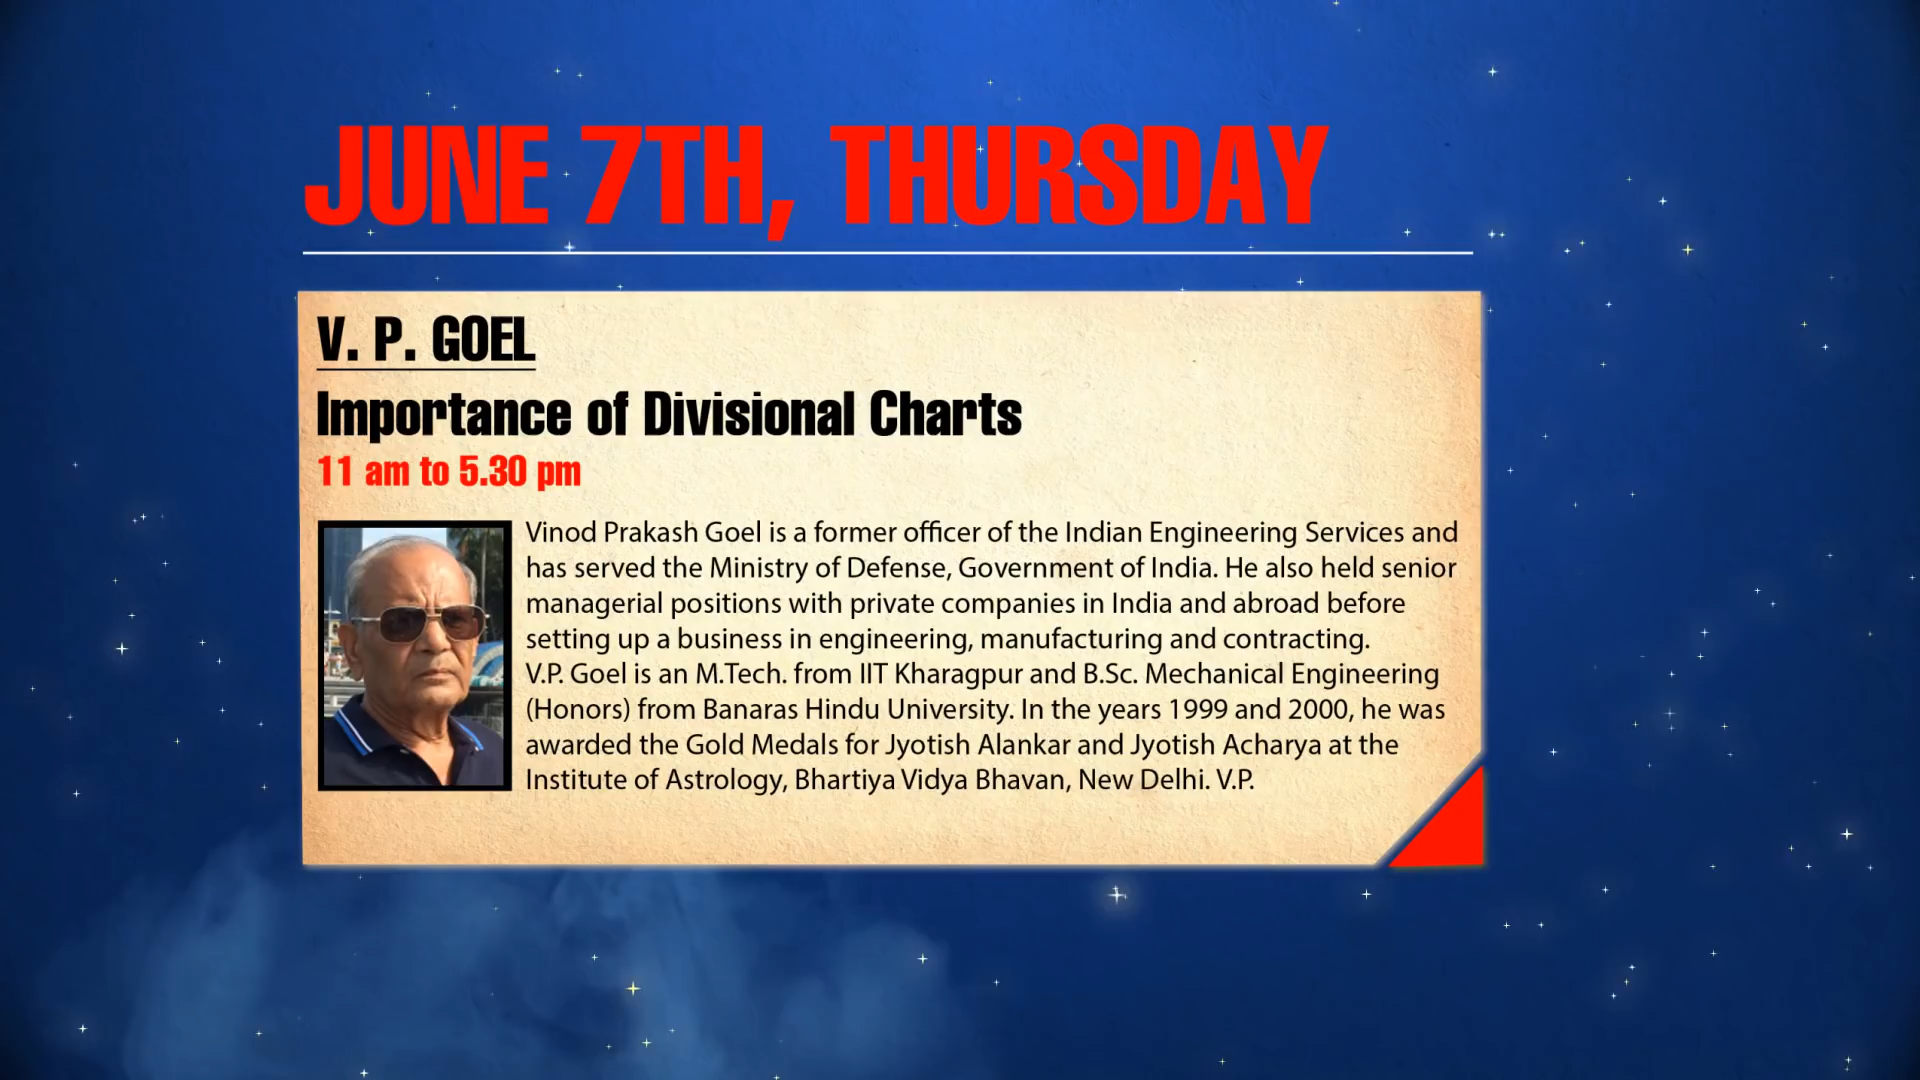 JUNE 7TH, THURSDAY
V. P. GOEL
Importance of Divisional Charts
11 am to 5.30 pm
Vinod Prakash Goel is a former officer of the Indian Engineering Services and
has served the Ministry of Defense, Government of India. He also held senior
managerial positions with private companies in India and abroad before
setting up a business in engineering, manufacturing and contracting.
V.P. Goel is an M.Tech. from IIT Kharagpur and B.Sc. Mechanical Engineering
(Honors) from Banaras Hindu University. In the years 1999 and 2000, he was
awarded the Gold Medals for Jyotish Alankar and Jyotish Acharya at the
Institute of Astrology, Bhartiya Vidya Bhavan, New Delhi. V.P.